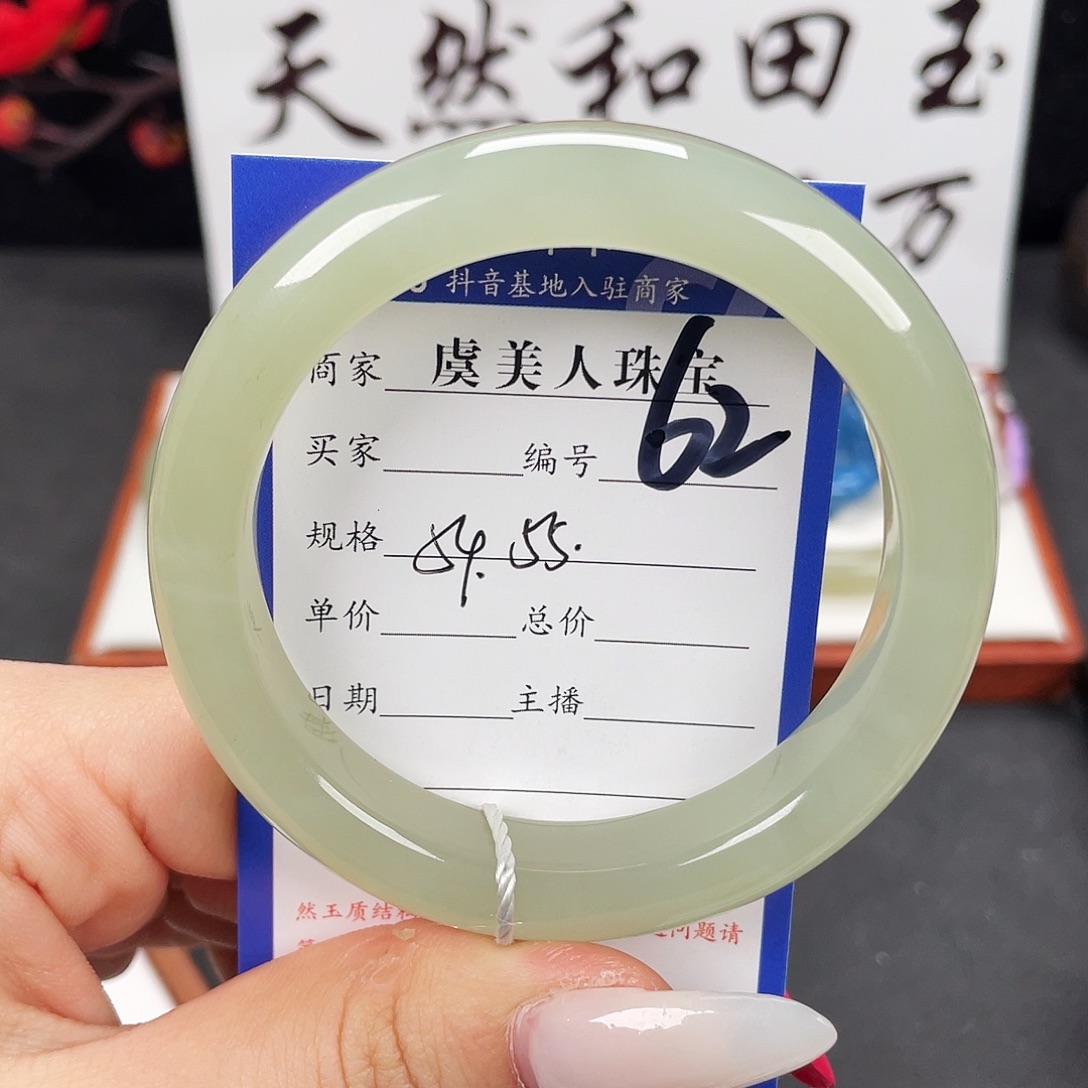 天然和田玉
万
抖音基地入驻商家
商家 虞美人珠宝
买家 编号 62
规格 54.55.
单价 总价
日期 主播
然玉质结
问题请